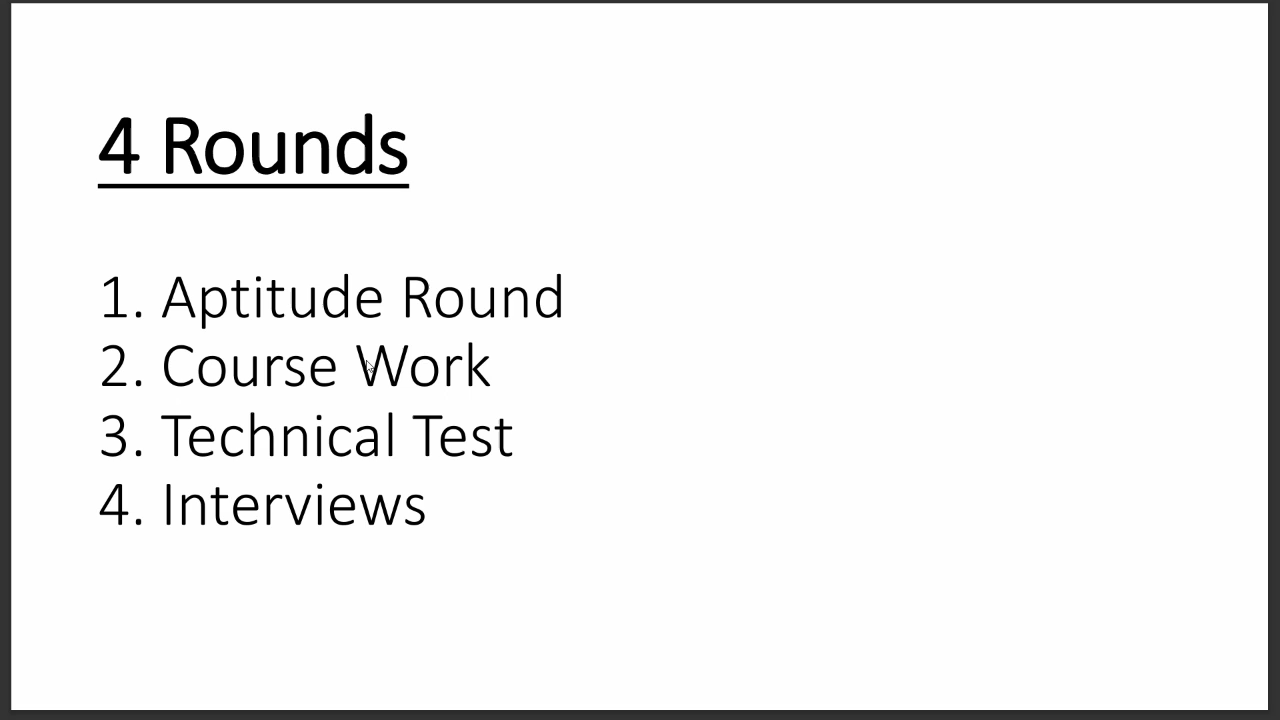 4 Rounds
1. Aptitude Round
2. Course Work
3. Technical Test
4. Interviews